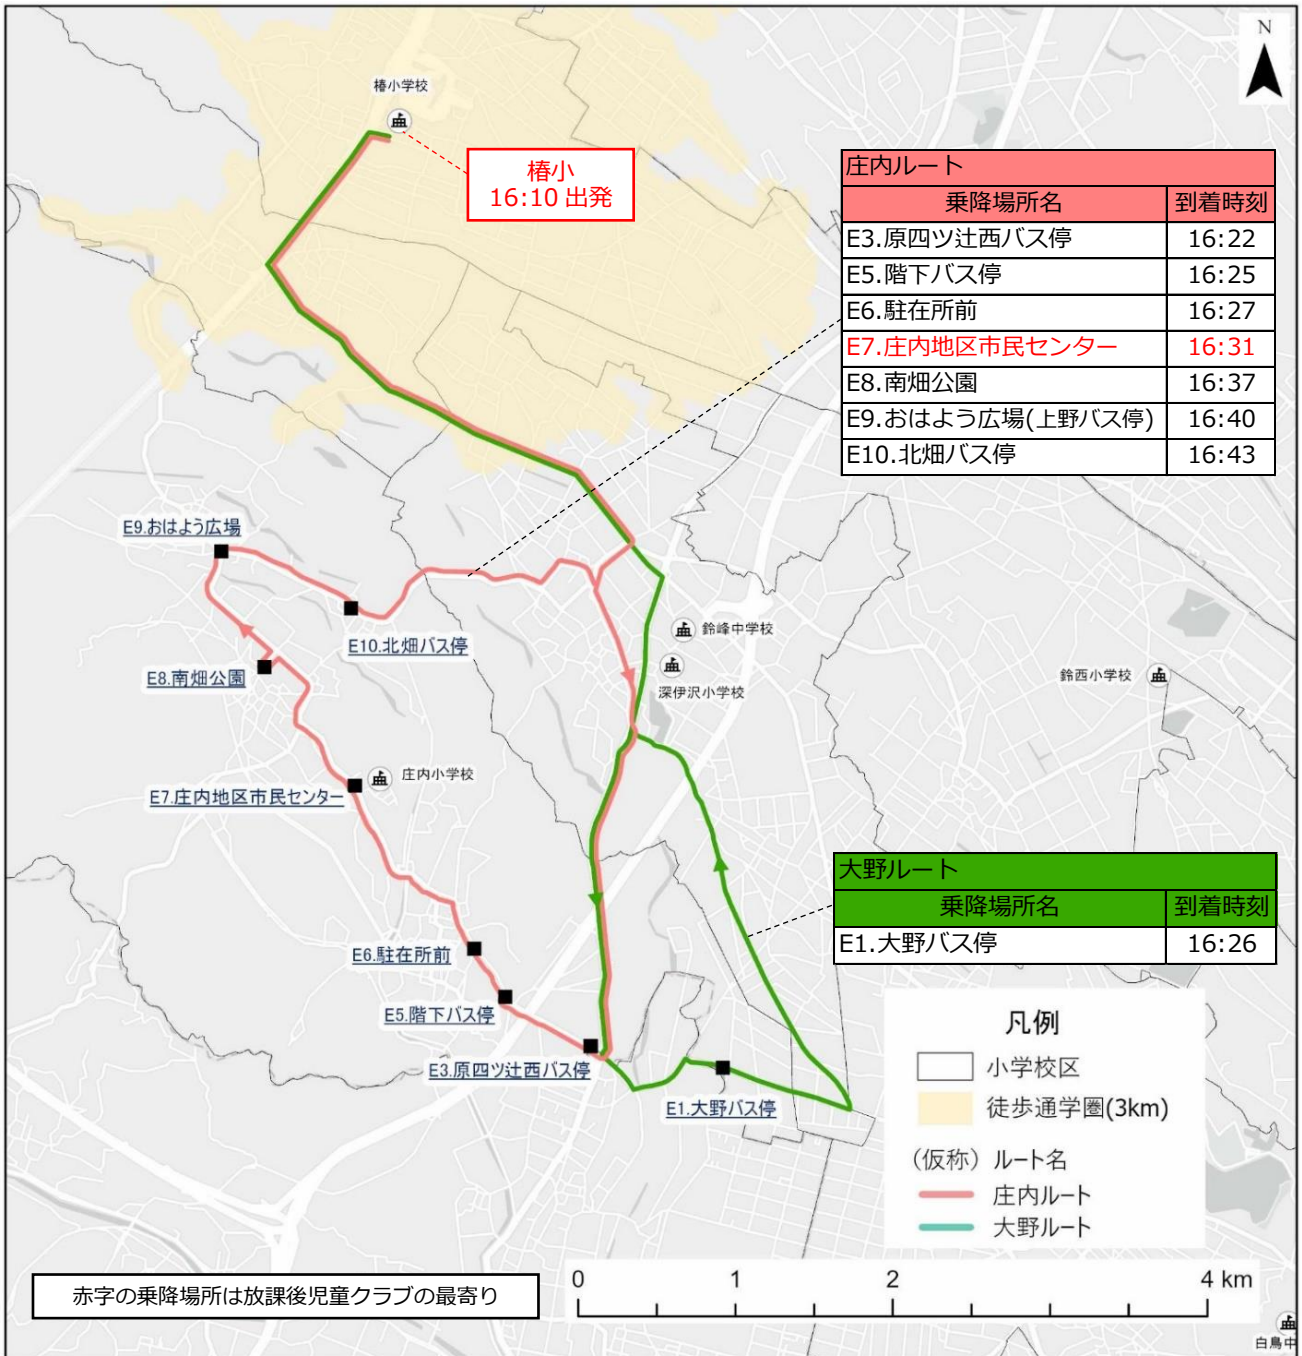 N
椿小学校
椿小
16:10 出発
庄内ルート
乗降場所名 到着時刻
E3.原四ツ辻西バス停 16:22
E5.階下バス停 16:25
E6.駐在所前 16:27
E7.庄内地区市民センター 16:31
E8.南畑公園 16:37
E9.おはよう広場(上野バス停) 16:40
E10.北畑バス停 16:43
E9.おはよう広場
E10.北畑バス停
鈴峰中学校
E8.南畑公園
深伊沢小学校
鈴西小学校
庄内小学校
E7.庄内地区市民センター
大野ルート
乗降場所名 到着時刻
E1.大野バス停 16:26
E6.駐在所前
E5.階下バス停
E3.原四ツ辻西バス停
E1.大野バス停
凡例
小学校区
徒歩通学圏(3km)
(仮称) ルート名
庄内ルート
大野ルート
赤字の乗降場所は放課後児童クラブの最寄り
0 1 2 4 km
白鳥中